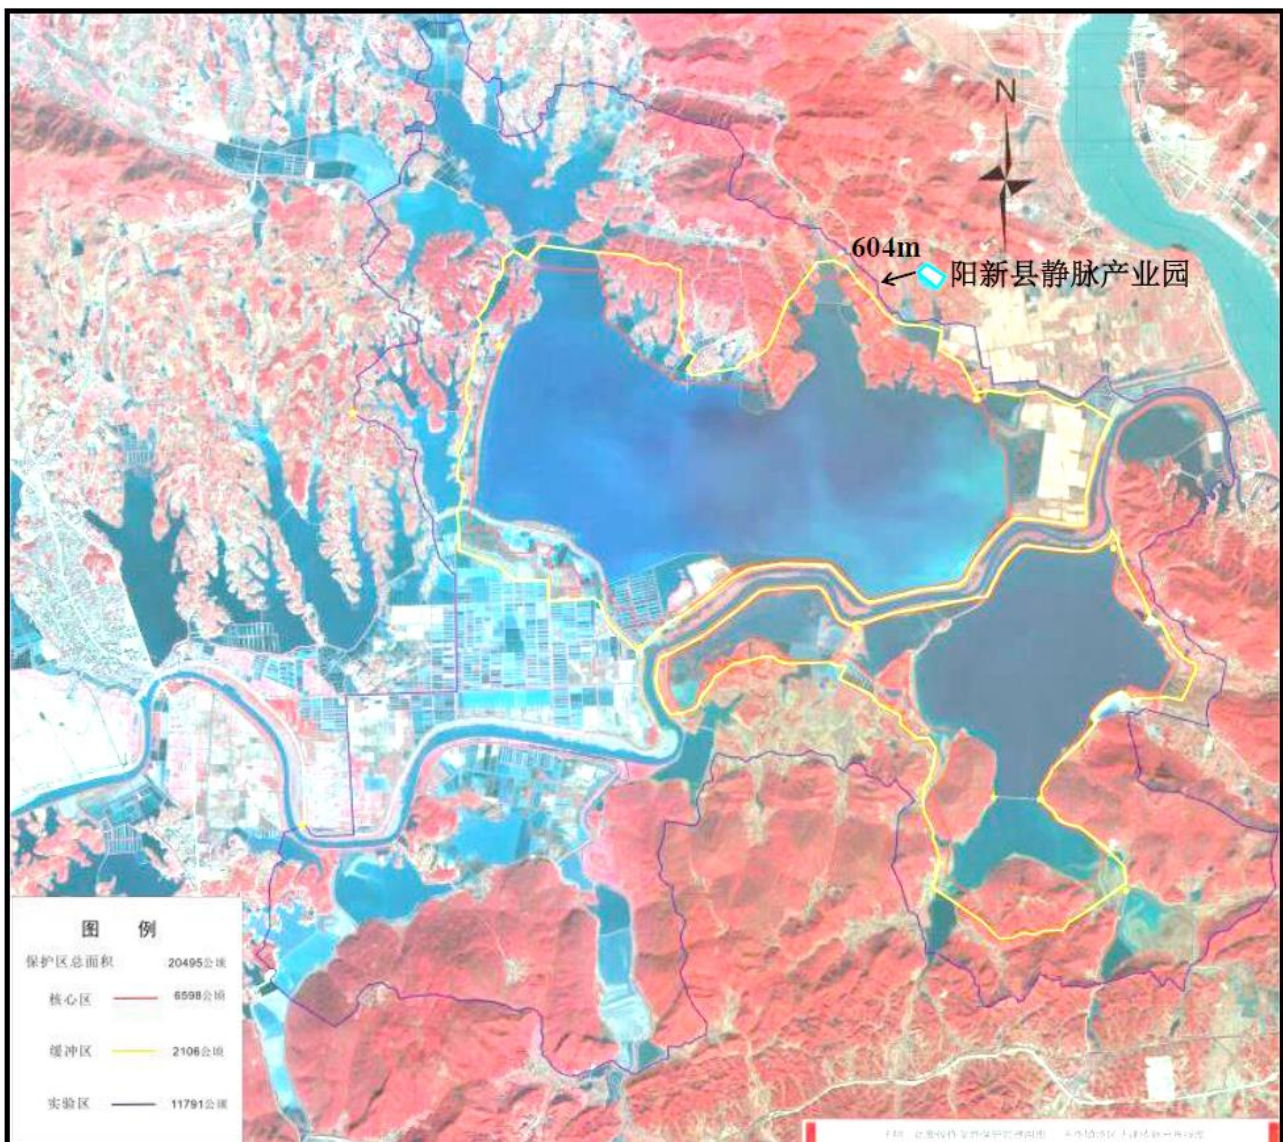 N
604m
阳新县静脉产业园
图 例
保护区总面积 20495公顷
核心区 6598公顷
缓冲区 2106公顷
实验区 11791公顷